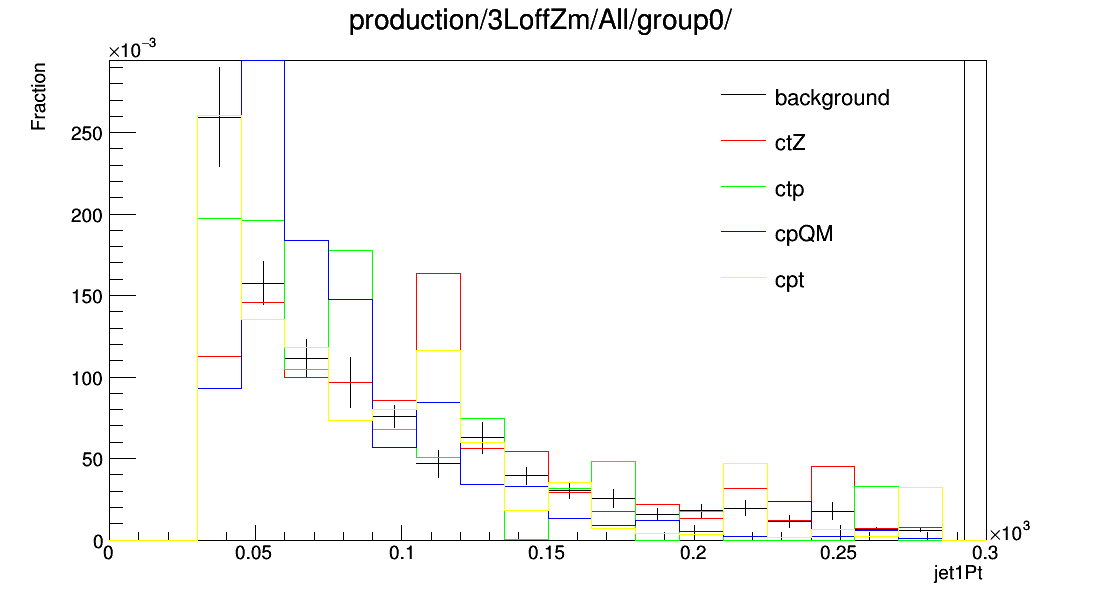 production/3LoffZm/All/group0/
×10⁻³
Fraction
250
200
150
100
50
0
background
ctZ
ctp
cpQM
cpt
0 0.05 0.1 0.15 0.2 0.25 0.3
×10³
jet1Pt